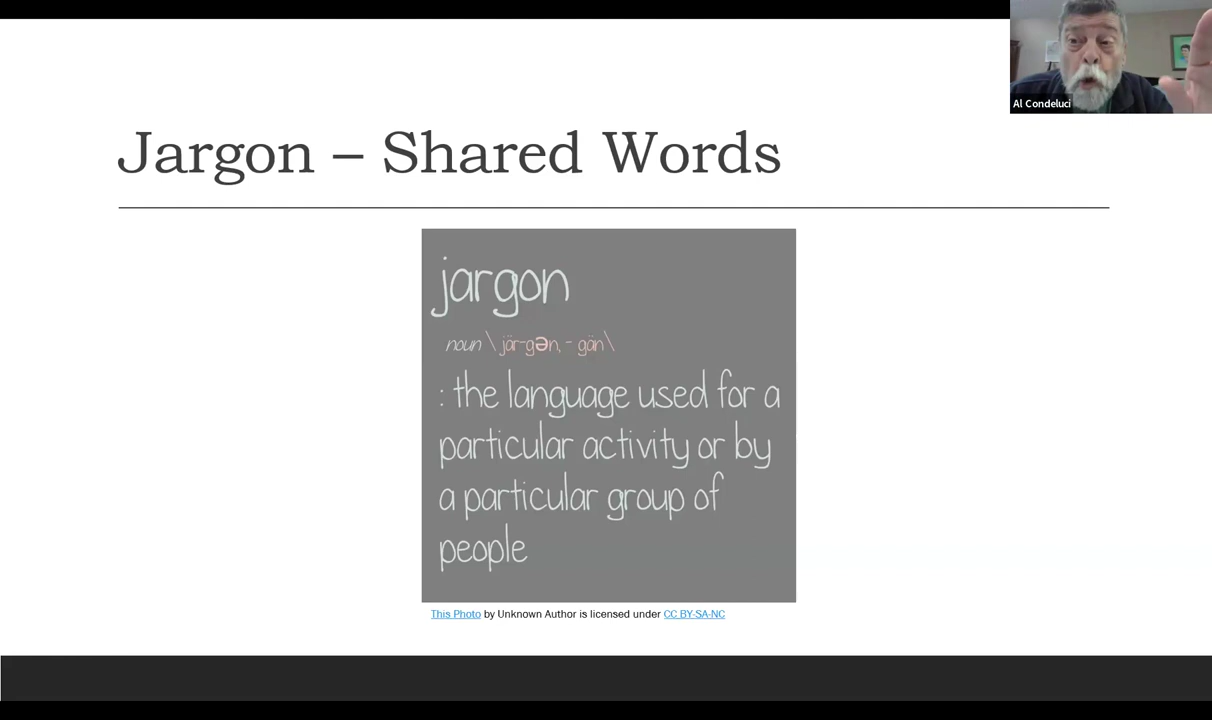 Al Condeluci
Jargon – Shared Words
jargon
noun \ jär-gən, - gän\
: the language used for a
particular activity or by
a particular group of
people
This Photo by Unknown Author is licensed under CC BY-SA-NC